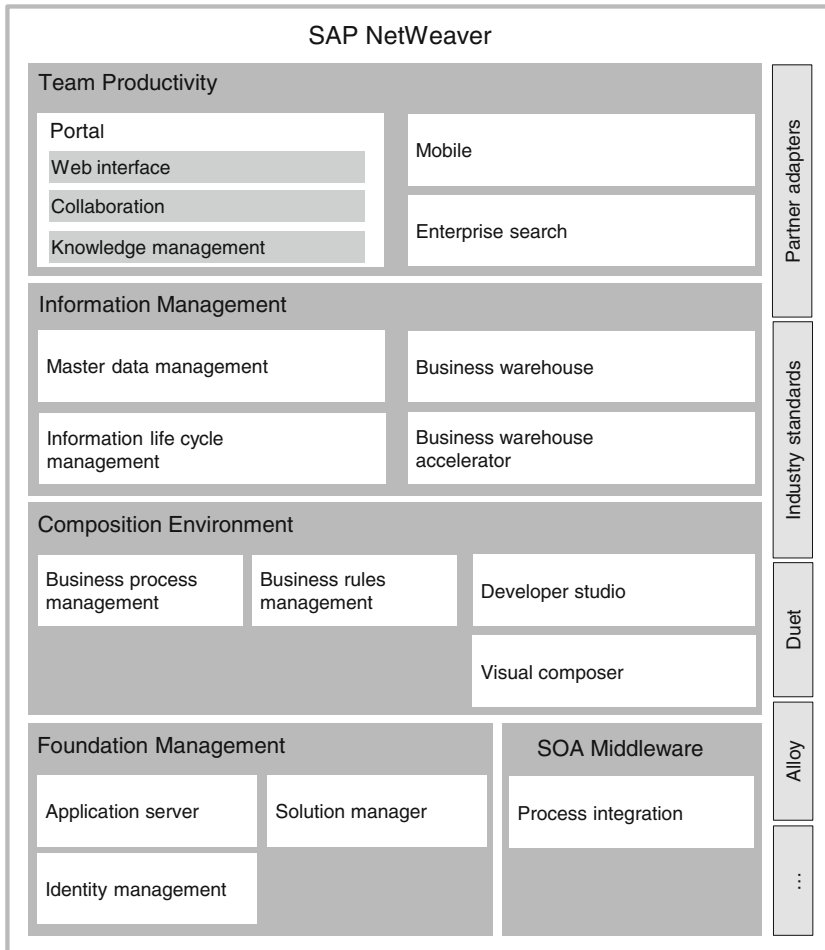 SAP NetWeaver
Team Productivity
Portal
Web interface
Collaboration
Knowledge management
Mobile
Enterprise search
Information Management
Master data management
Business warehouse
Information life cycle
management
Business warehouse
accelerator
Composition Environment
Business process
management
Business rules
management
Developer studio
Visual composer
Foundation Management
Application server
Solution manager
Identity management
SOA Middleware
Process integration
Partner adapters
Industry standards
Duet
Alloy
...